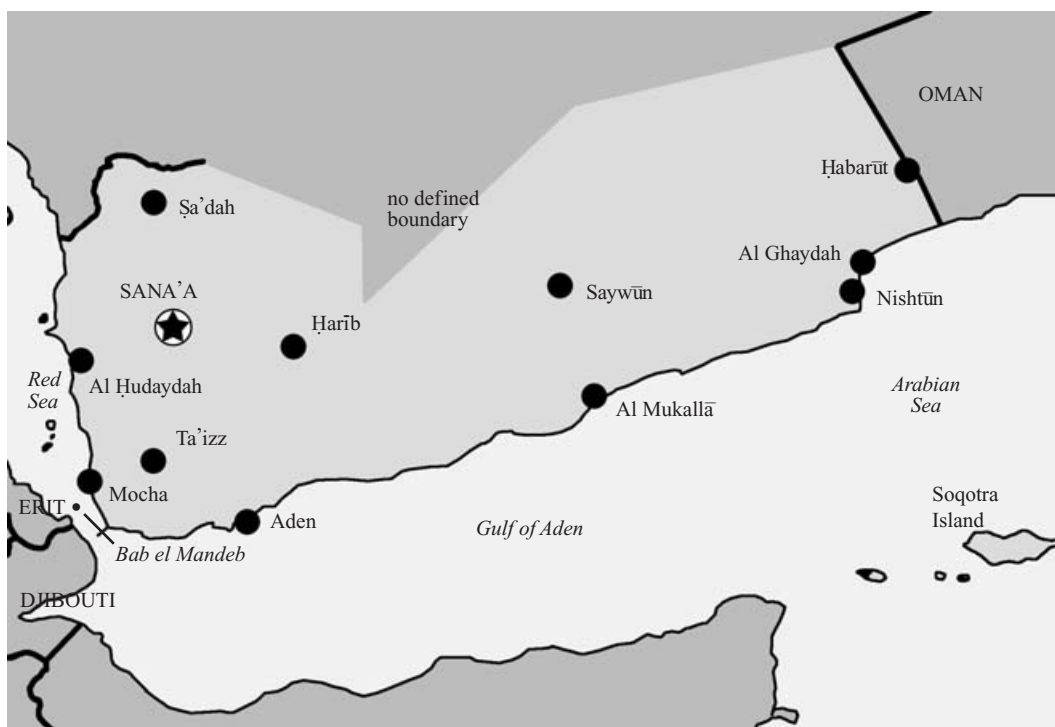 OMAN
Ḥabarūt
no defined
boundary
Ṣa’dah
Al Ghaydah
SANA’A
Saywūn
Nishtūn
Ḥarīb
Red
Sea
Al Ḥudaydah
Arabian
Sea
Al Mukallā
Ta’izz
Mocha
ERIT
Soqotra
Island
Aden
Gulf of Aden
Bab el Mandeb
DJIBOUTI